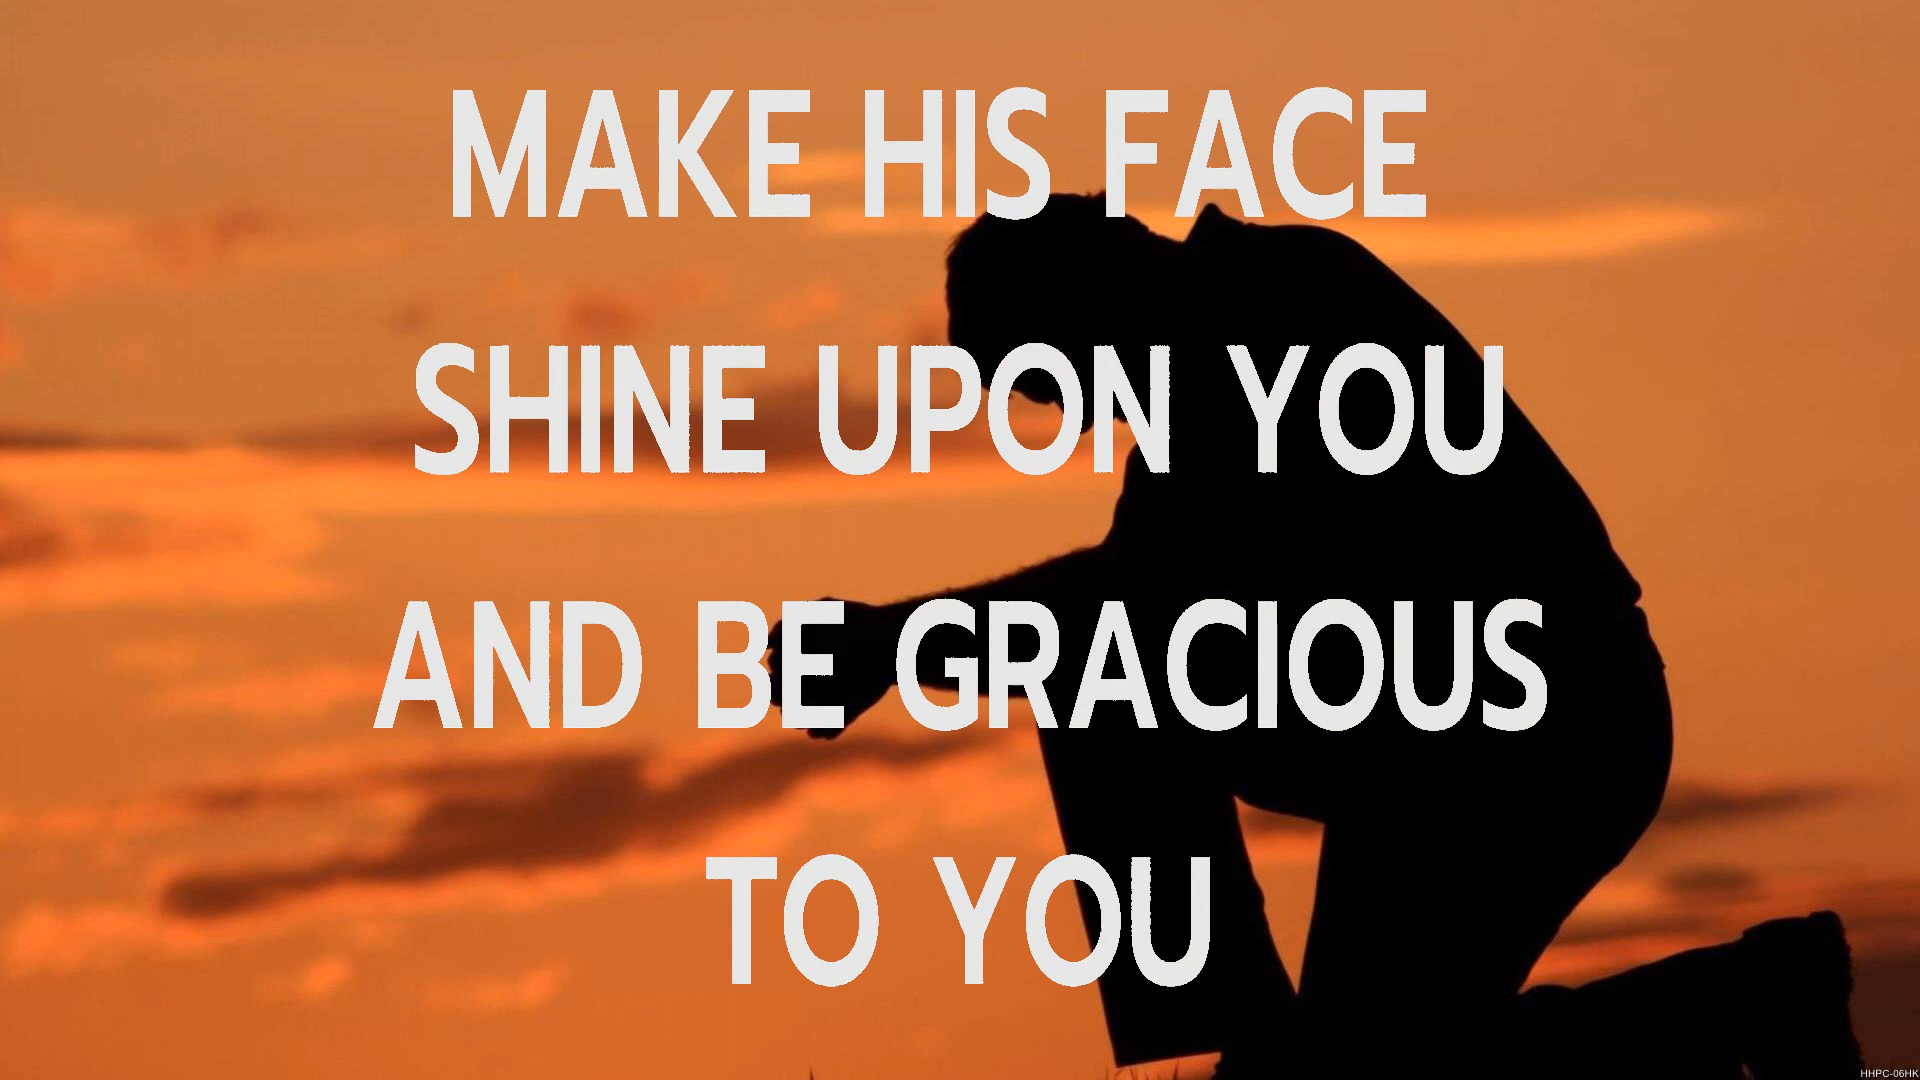 MAKE HIS FACE
SHINE UPON YOU
AND BE GRACIOUS
TO YOU
HHPC-06HK